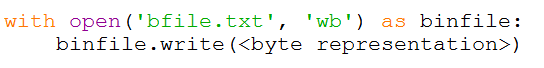 with open('bfile.txt', 'wb') as binfile:
    binfile.write(<byte representation>)